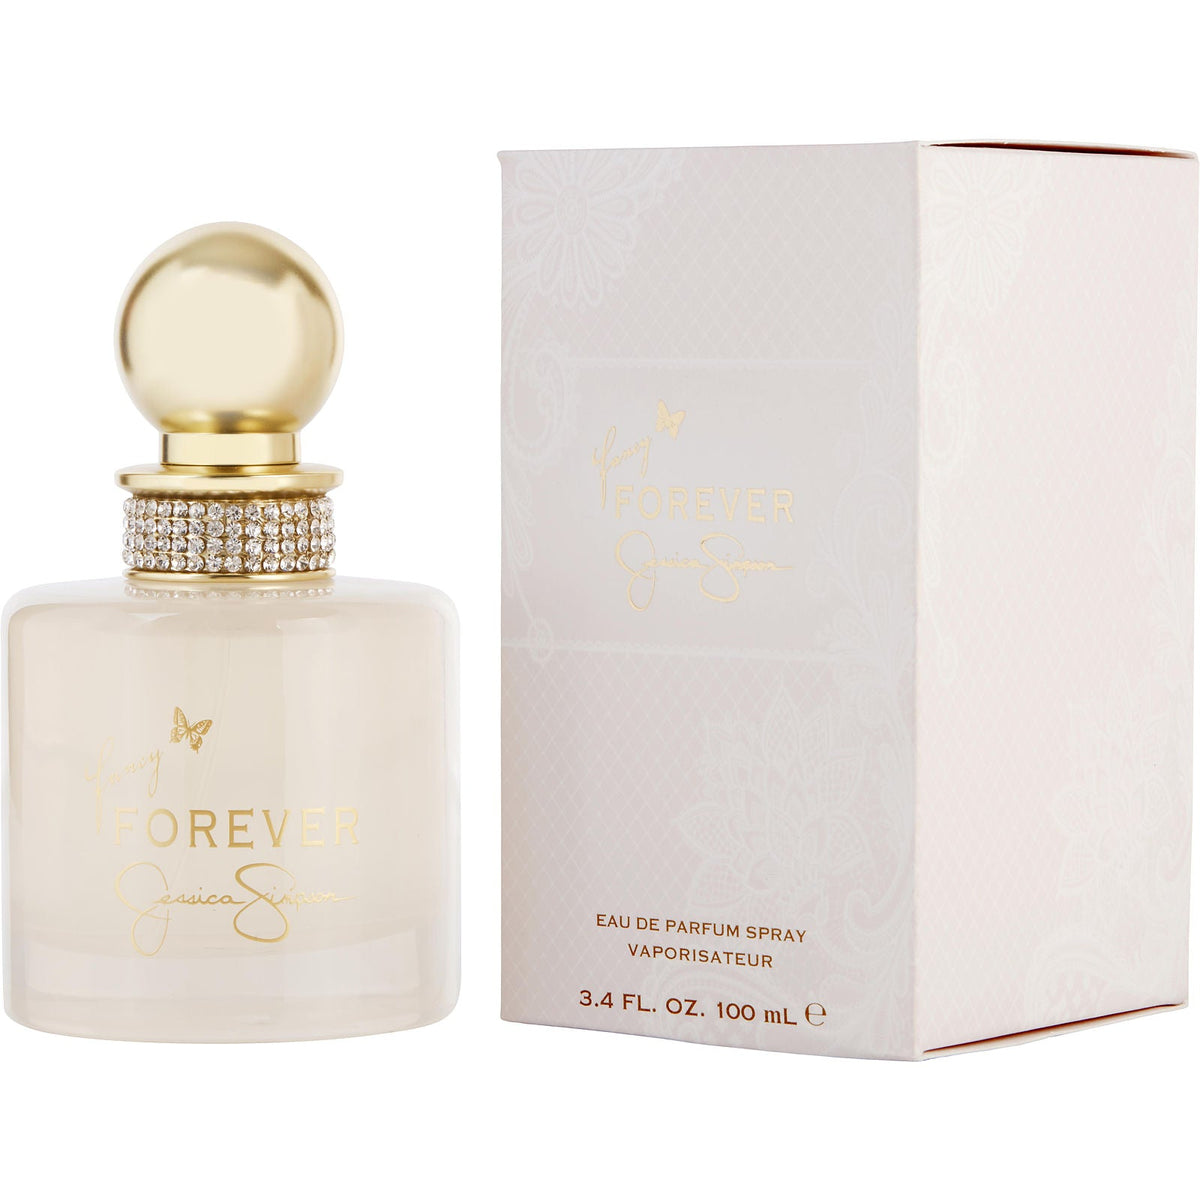 fancy
FOREVER
Jessica Simpson
fancy
FOREVER
Jessica Simpson
EAU DE PARFUM SPRAY
VAPORISATEUR
3.4 FL. OZ. 100 mL ℮